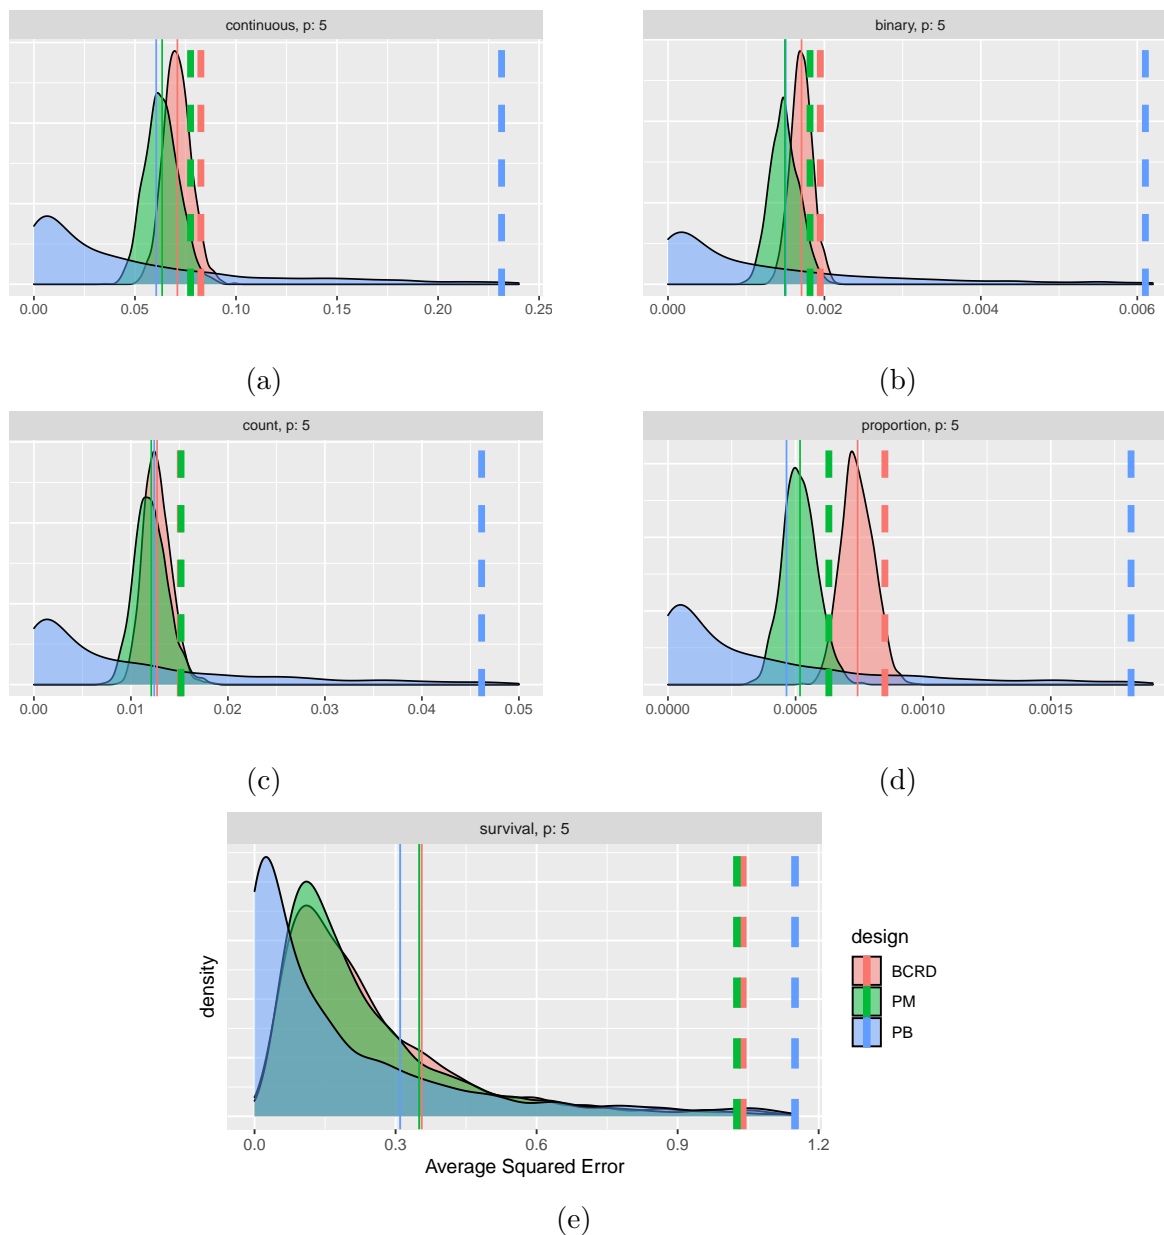 continuous, p: 5
0.00 0.05 0.10 0.15 0.20 0.25
(a)
binary, p: 5
0.000 0.002 0.004 0.006
(b)
count, p: 5
0.00 0.01 0.02 0.03 0.04 0.05
(c)
proportion, p: 5
0.0000 0.0005 0.0010 0.0015
(d)
survival, p: 5
density
0.0 0.3 0.6 0.9 1.2
Average Squared Error
design
BCRD
PM
PB
(e)